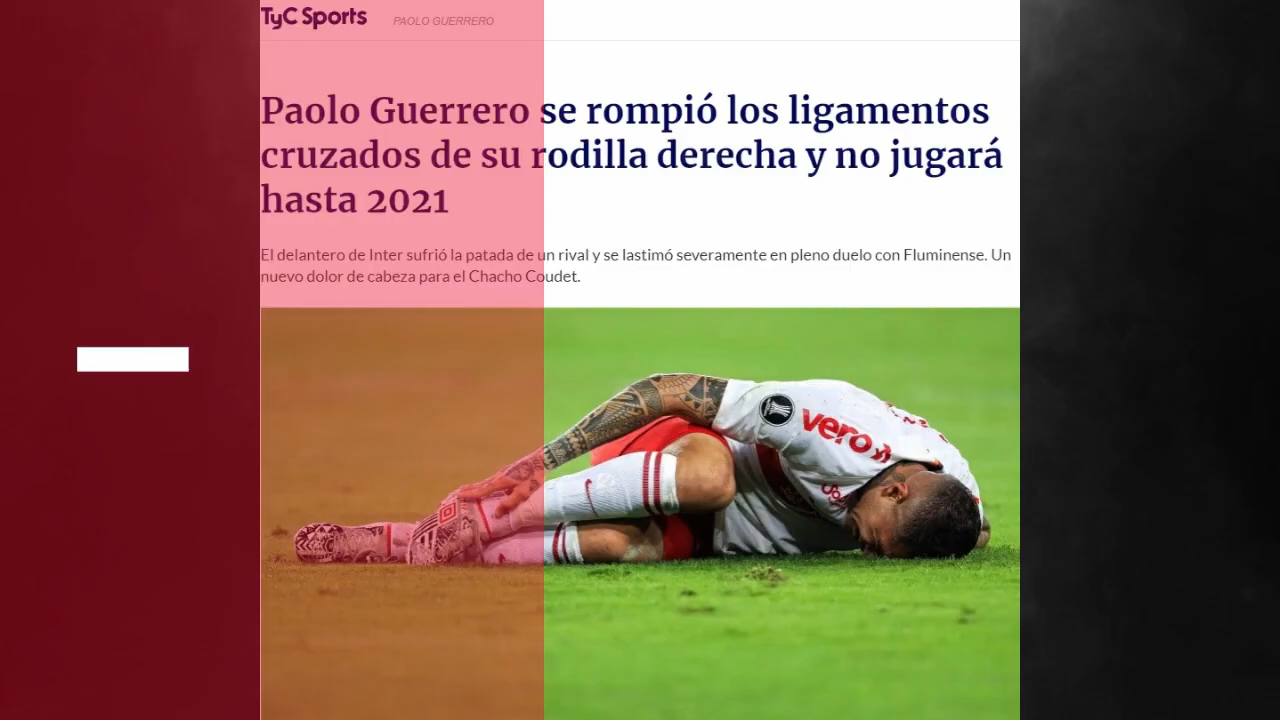 TyC Sports PAOLO GUERRERO
Paolo Guerrero se rompió los ligamentos
cruzados de su rodilla derecha y no jugará
hasta 2021
El delantero de Inter sufrió la patada de un rival y se lastimó severamente en pleno duelo con Fluminense. Un
nuevo dolor de cabeza para el Chacho Coudet.
vero